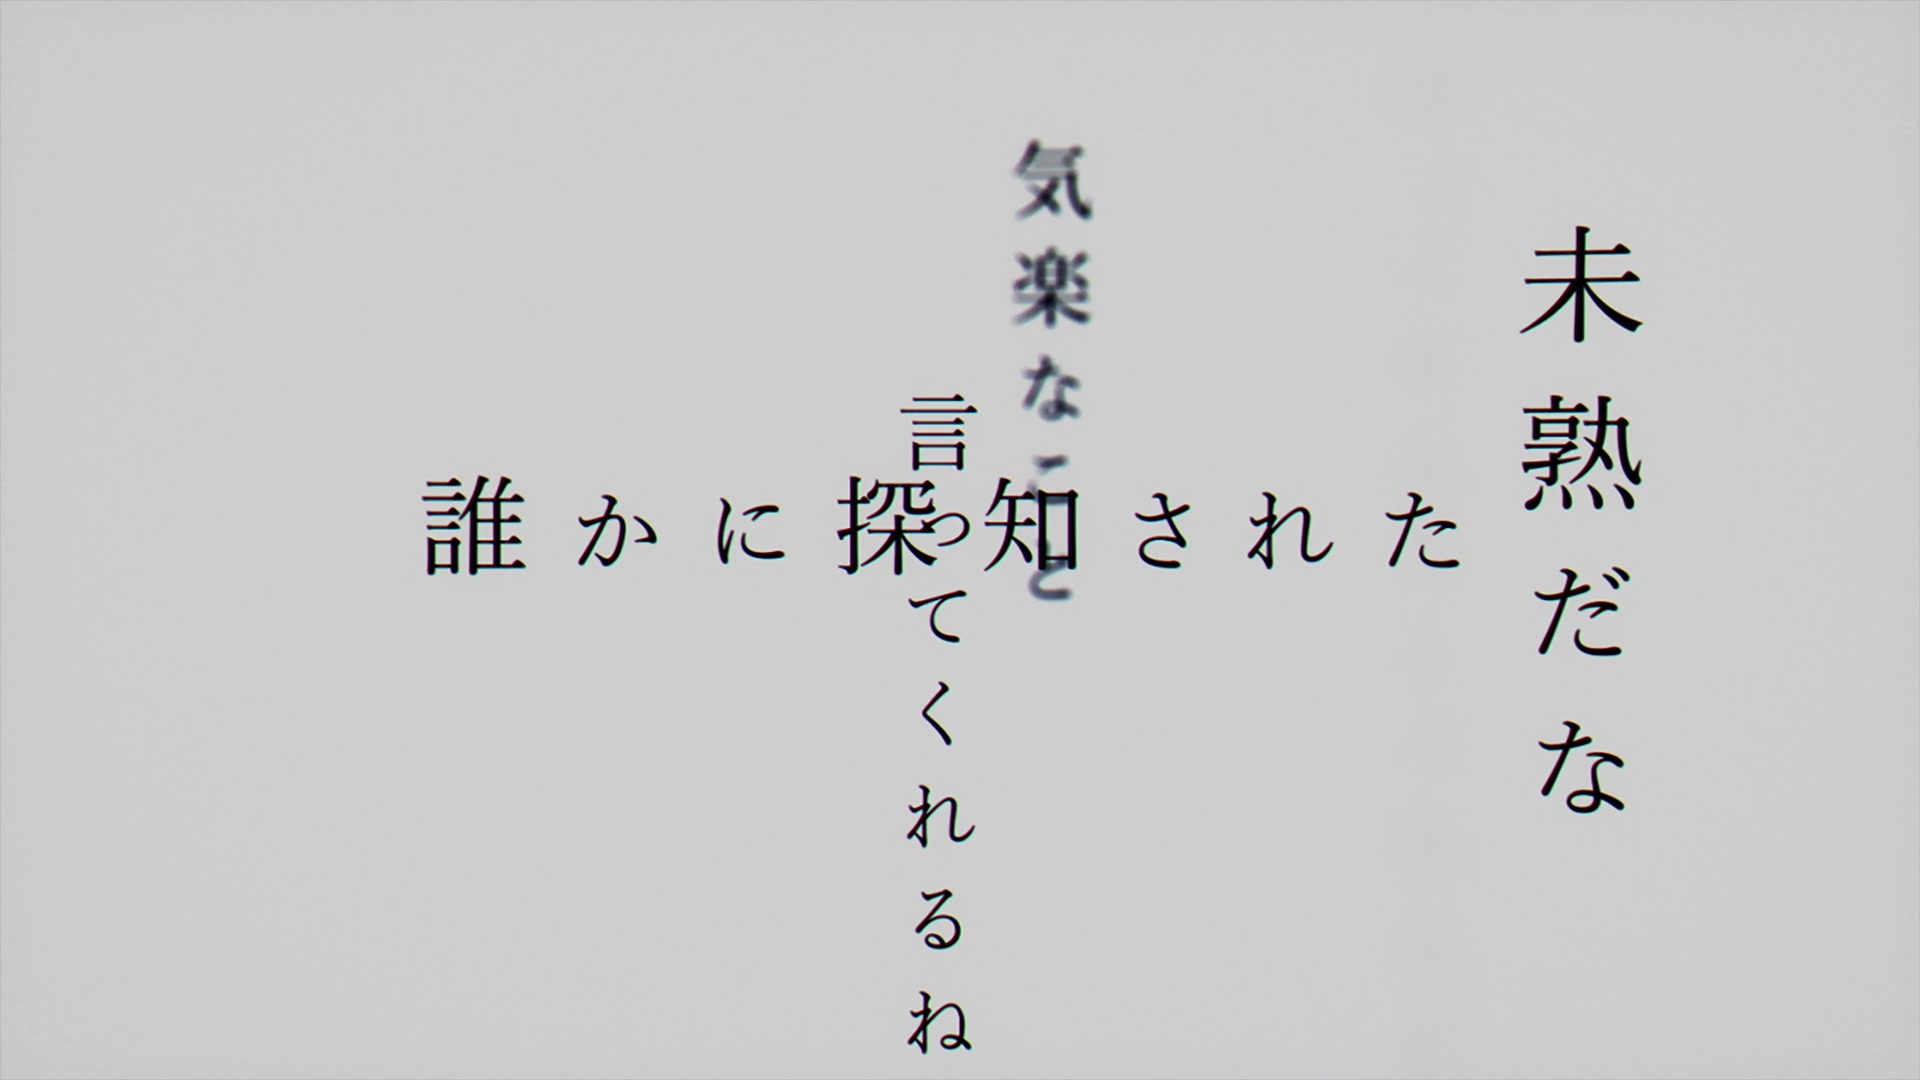 未熟だな
気楽なこと
言ってくれるね
誰かに探知された